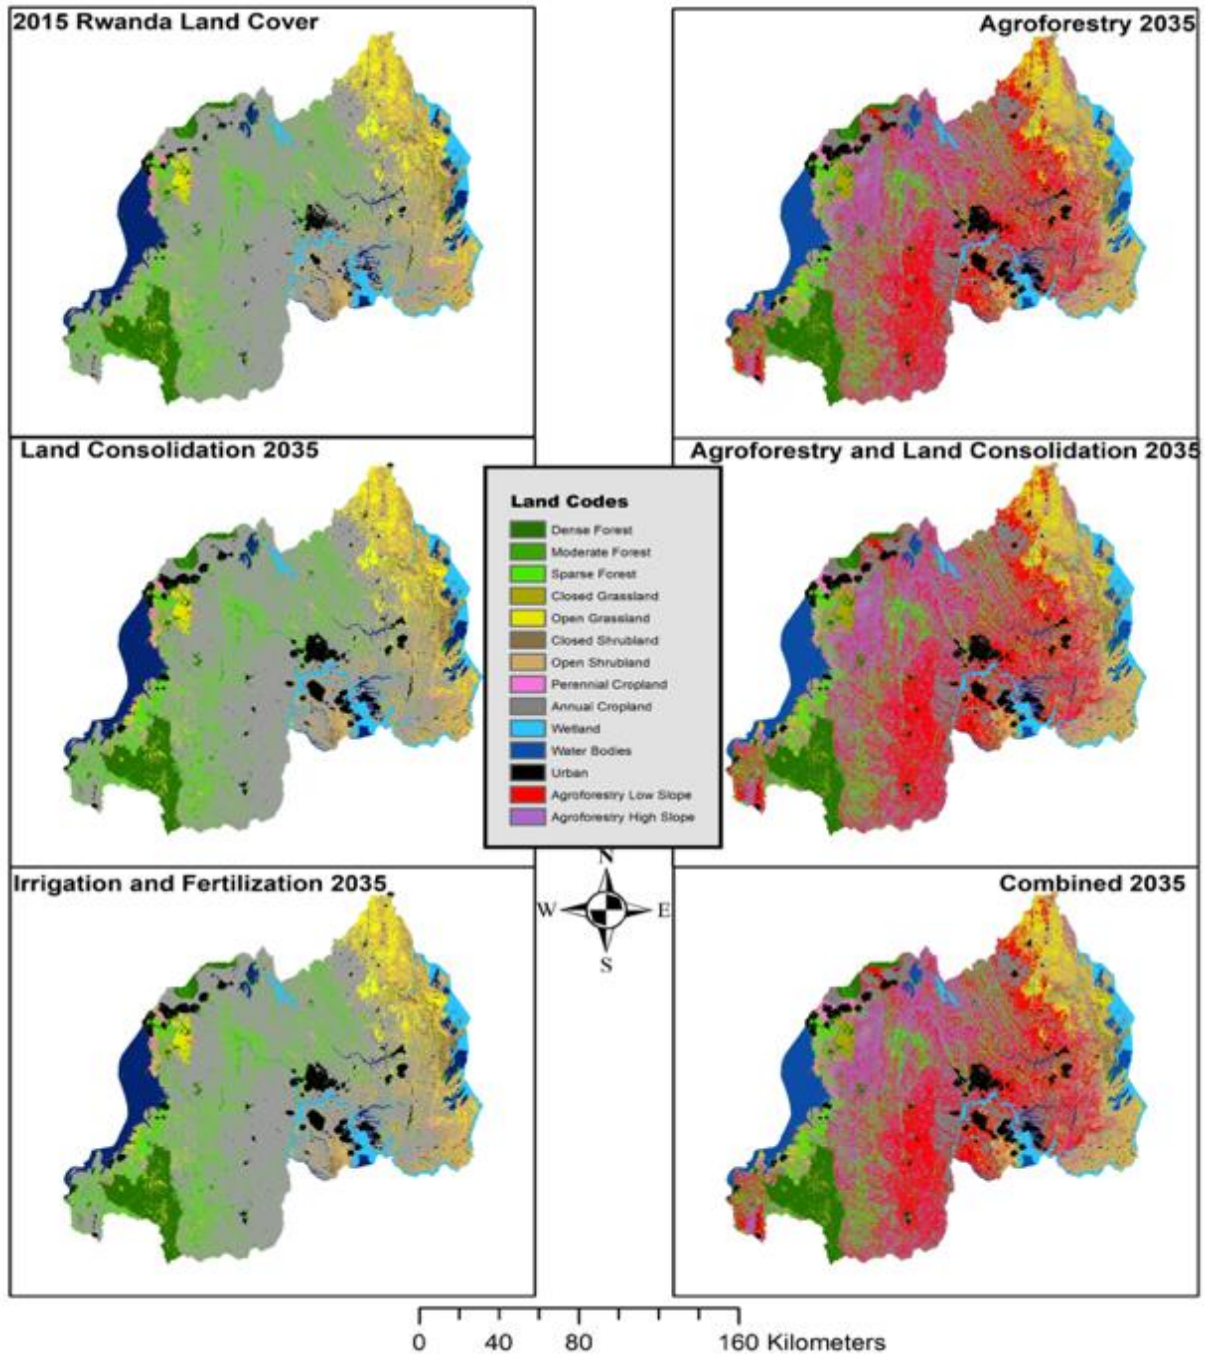 2015 Rwanda Land Cover
Agroforestry 2035
Land Consolidation 2035
Agroforestry and Land Consolidation 2035
Land Codes
Dense Forest
Moderate Forest
Sparse Forest
Closed Grassland
Open Grassland
Closed Shrubland
Open Shrubland
Perennial Cropland
Annual Cropland
Wetland
Water Bodies
Urban
Agroforestry Low Slope
Agroforestry High Slope
Irrigation and Fertilization 2035
Combined 2035
N
W E
S
0 40 80 160 Kilometers